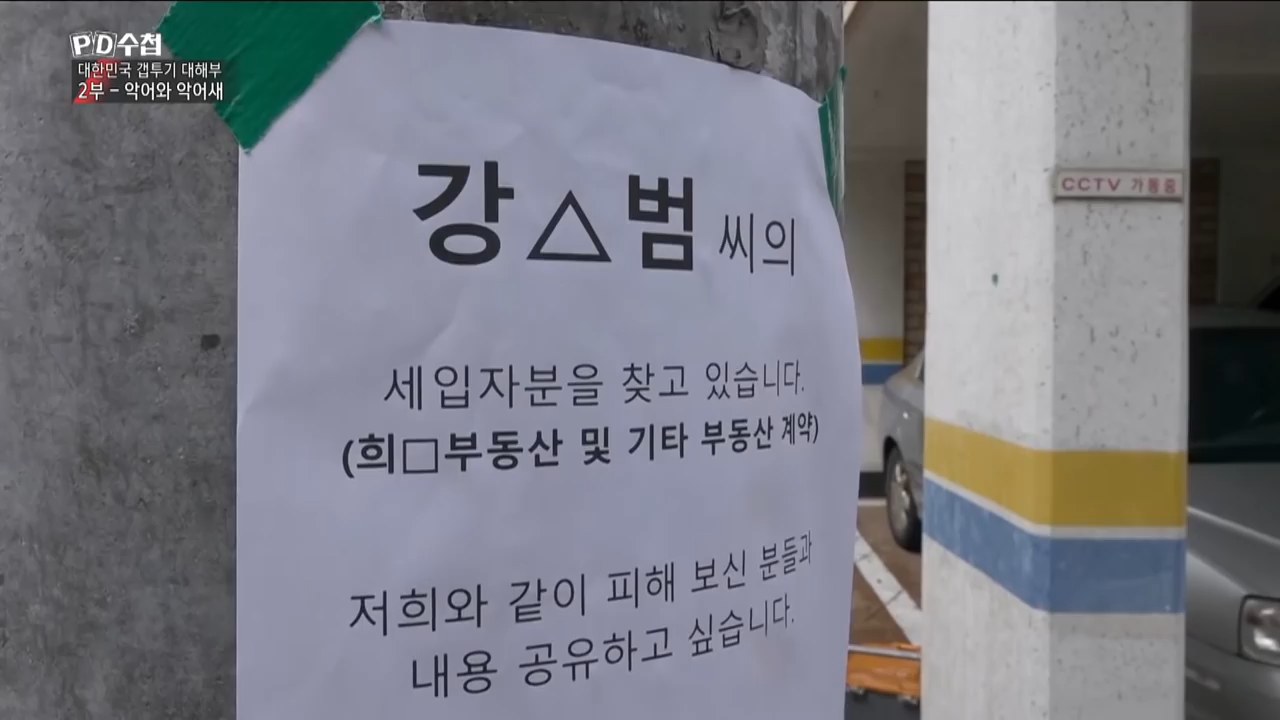 PD수첩
대한민국 갭투기 대해부
2부 - 악어와 악어새
강△범 씨의
세입자분을 찾고 있습니다.
(희□부동산 및 기타 부동산 계약)
저희와 같이 피해 보신 분들과
내용 공유하고 싶습니다.
CCTV 가동중